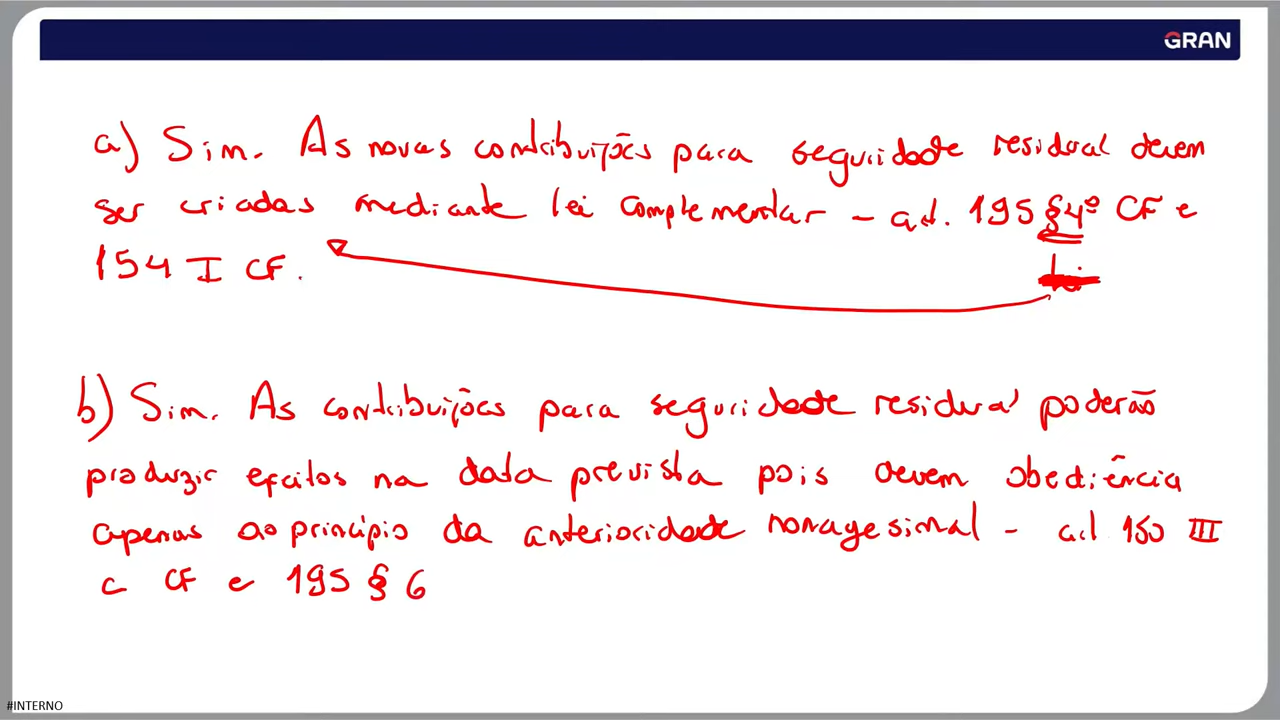 GRAN
a) Sim. As novas contribuições para seguridade residual devem
ser criadas mediante lei complementar - art. 195 §4º CF e
154 I CF.
b) Sim. As contribuições para seguridade residual poderão
produzir efeitos na data prevista pois devem obediência
apenas ao princípio da anterioridade nonagesimal - art 150 III
c CF e 195 § 6
#INTERNO